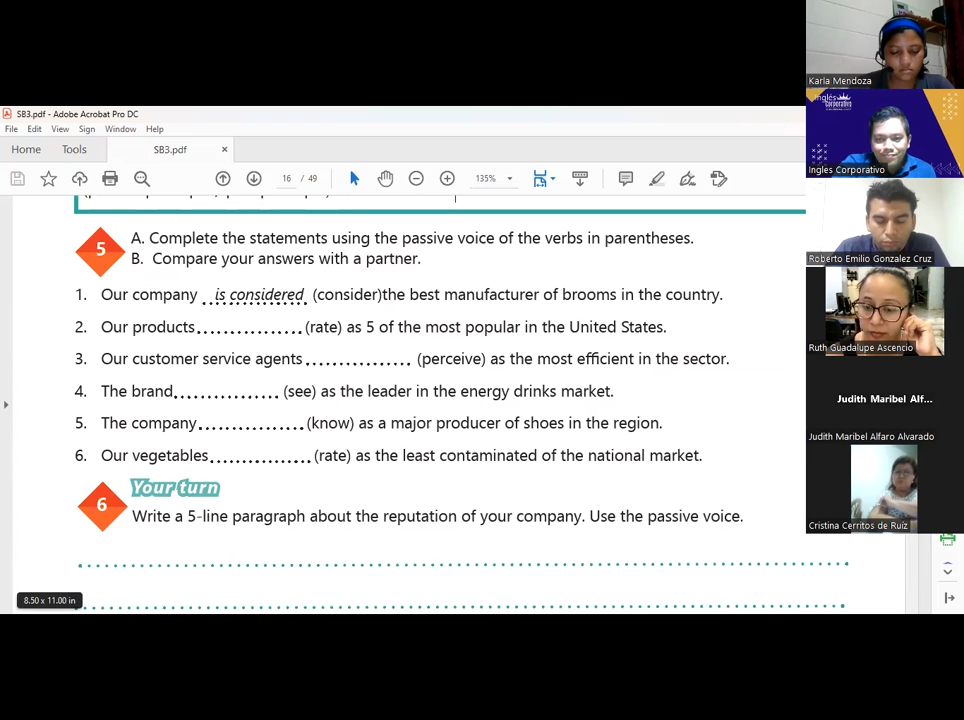 SB3.pdf - Adobe Acrobat Pro DC
File Edit View Sign Window Help
Home Tools SB3.pdf ×
16 / 49 135%
5
A. Complete the statements using the passive voice of the verbs in parentheses.
B. Compare your answers with a partner.
1. Our company is considered (consider)the best manufacturer of brooms in the country.
2. Our products................(rate) as 5 of the most popular in the United States.
3. Our customer service agents ................ (perceive) as the most efficient in the sector.
4. The brand................(see) as the leader in the energy drinks market.
5. The company................(know) as a major producer of shoes in the region.
6. Our vegetables................(rate) as the least contaminated of the national market.
6
Your turn
Write a 5-line paragraph about the reputation of your company. Use the passive voice.
8.50 x 11.00 in
Karla Mendoza
Inglés
Corporativo
Ingles Corporativo
Roberto Emilio Gonzalez Cruz
Ruth Guadalupe Ascencio
Judith Maribel Alf...
Judith Maribel Alfaro Alvarado
Cristina Cerritos de Ruíz